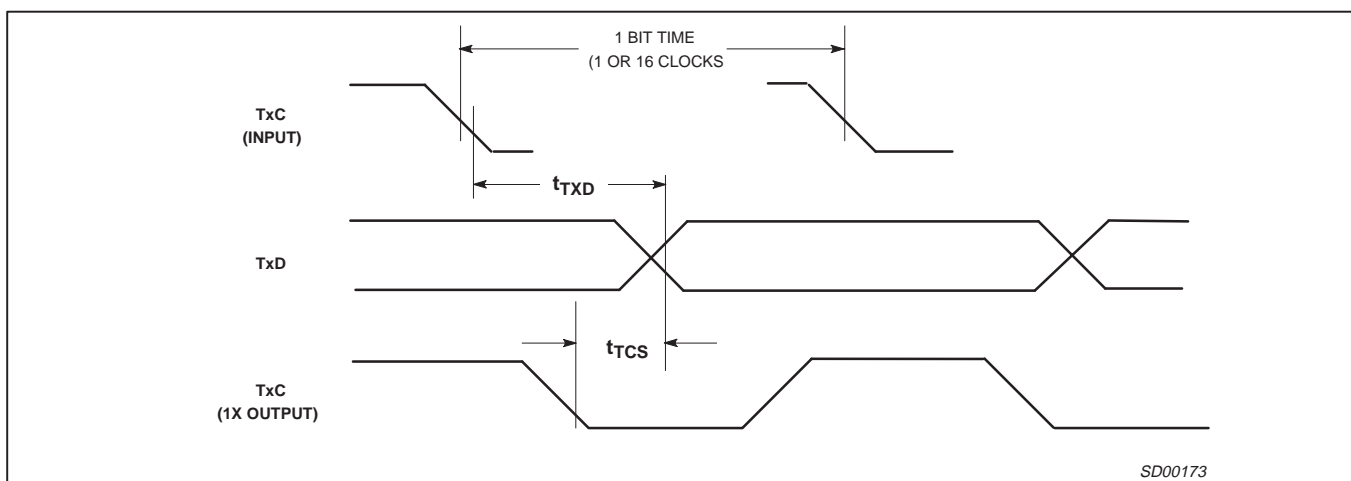 1 BIT TIME
(1 OR 16 CLOCKS
TxC
(INPUT)
tTXD
TxD
tTCS
TxC
(1X OUTPUT)
SD00173